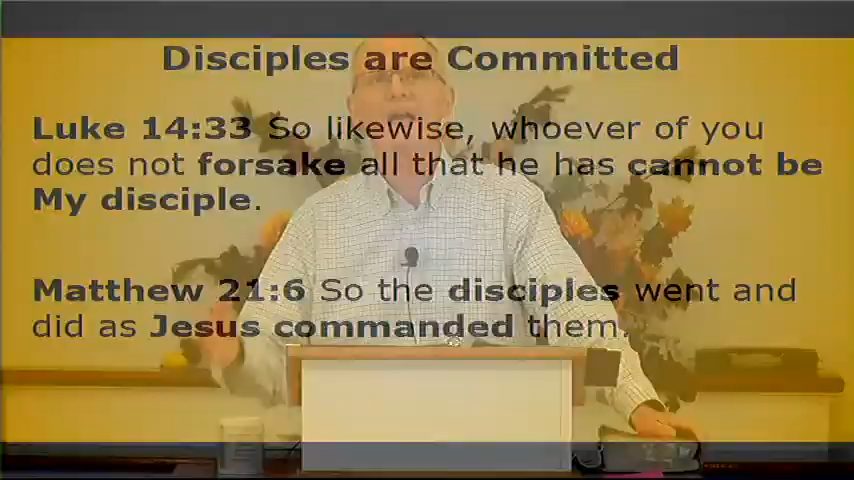 Disciples are Committed
Luke 14:33 So likewise, whoever of you
does not forsake all that he has cannot be
My disciple.
Matthew 21:6 So the disciples went and
did as Jesus commanded them.